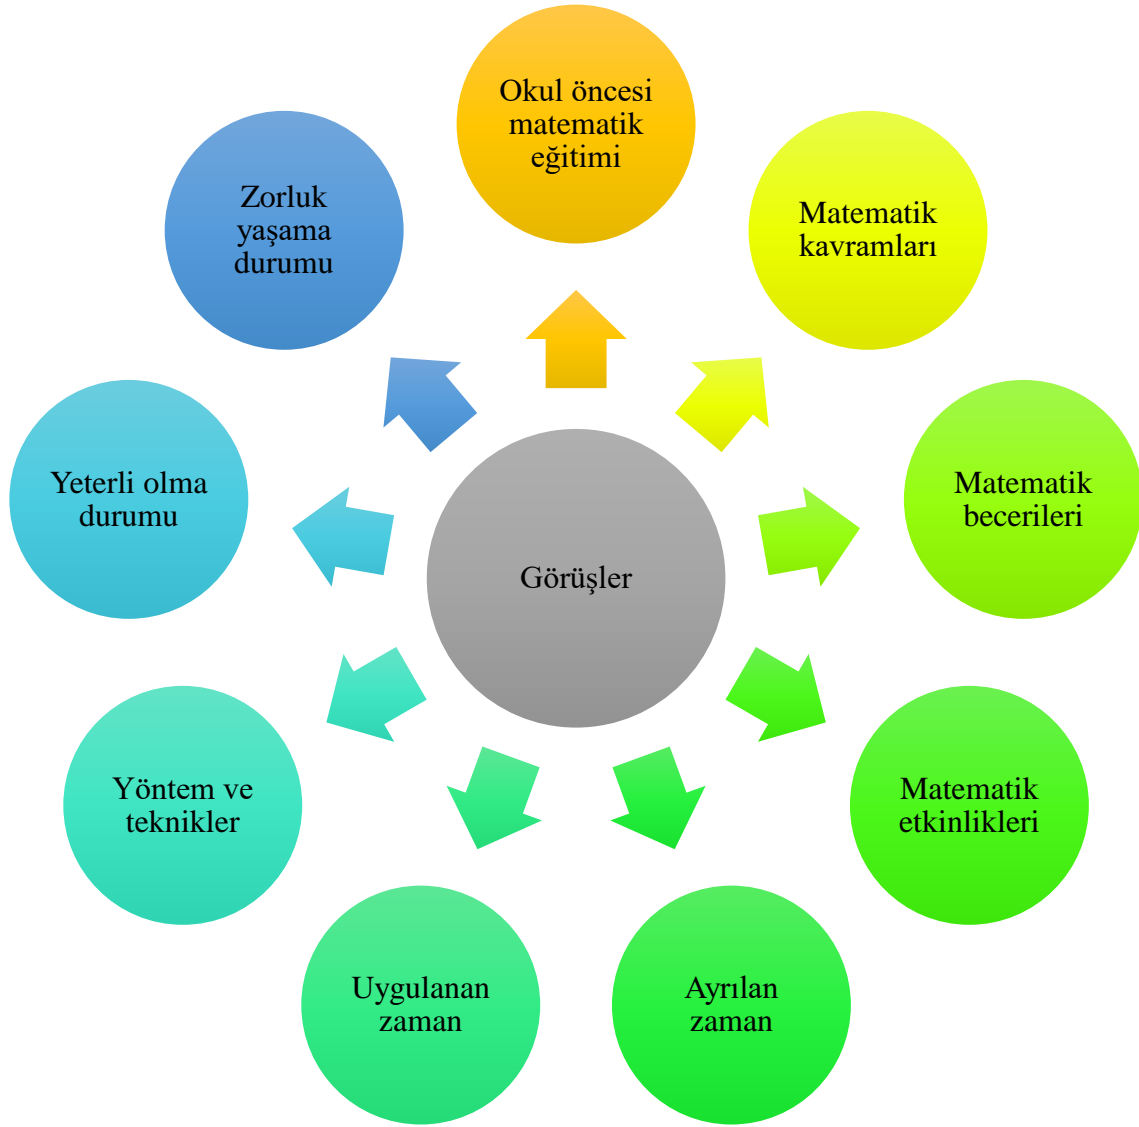 Okul öncesi
matematik
eğitimi
Matematik
kavramları
Matematik
becerileri
Matematik
etkinlikleri
Ayrılan
zaman
Uygulanan
zaman
Yöntem ve
teknikler
Yeterli olma
durumu
Zorluk
yaşama
durumu
Görüşler